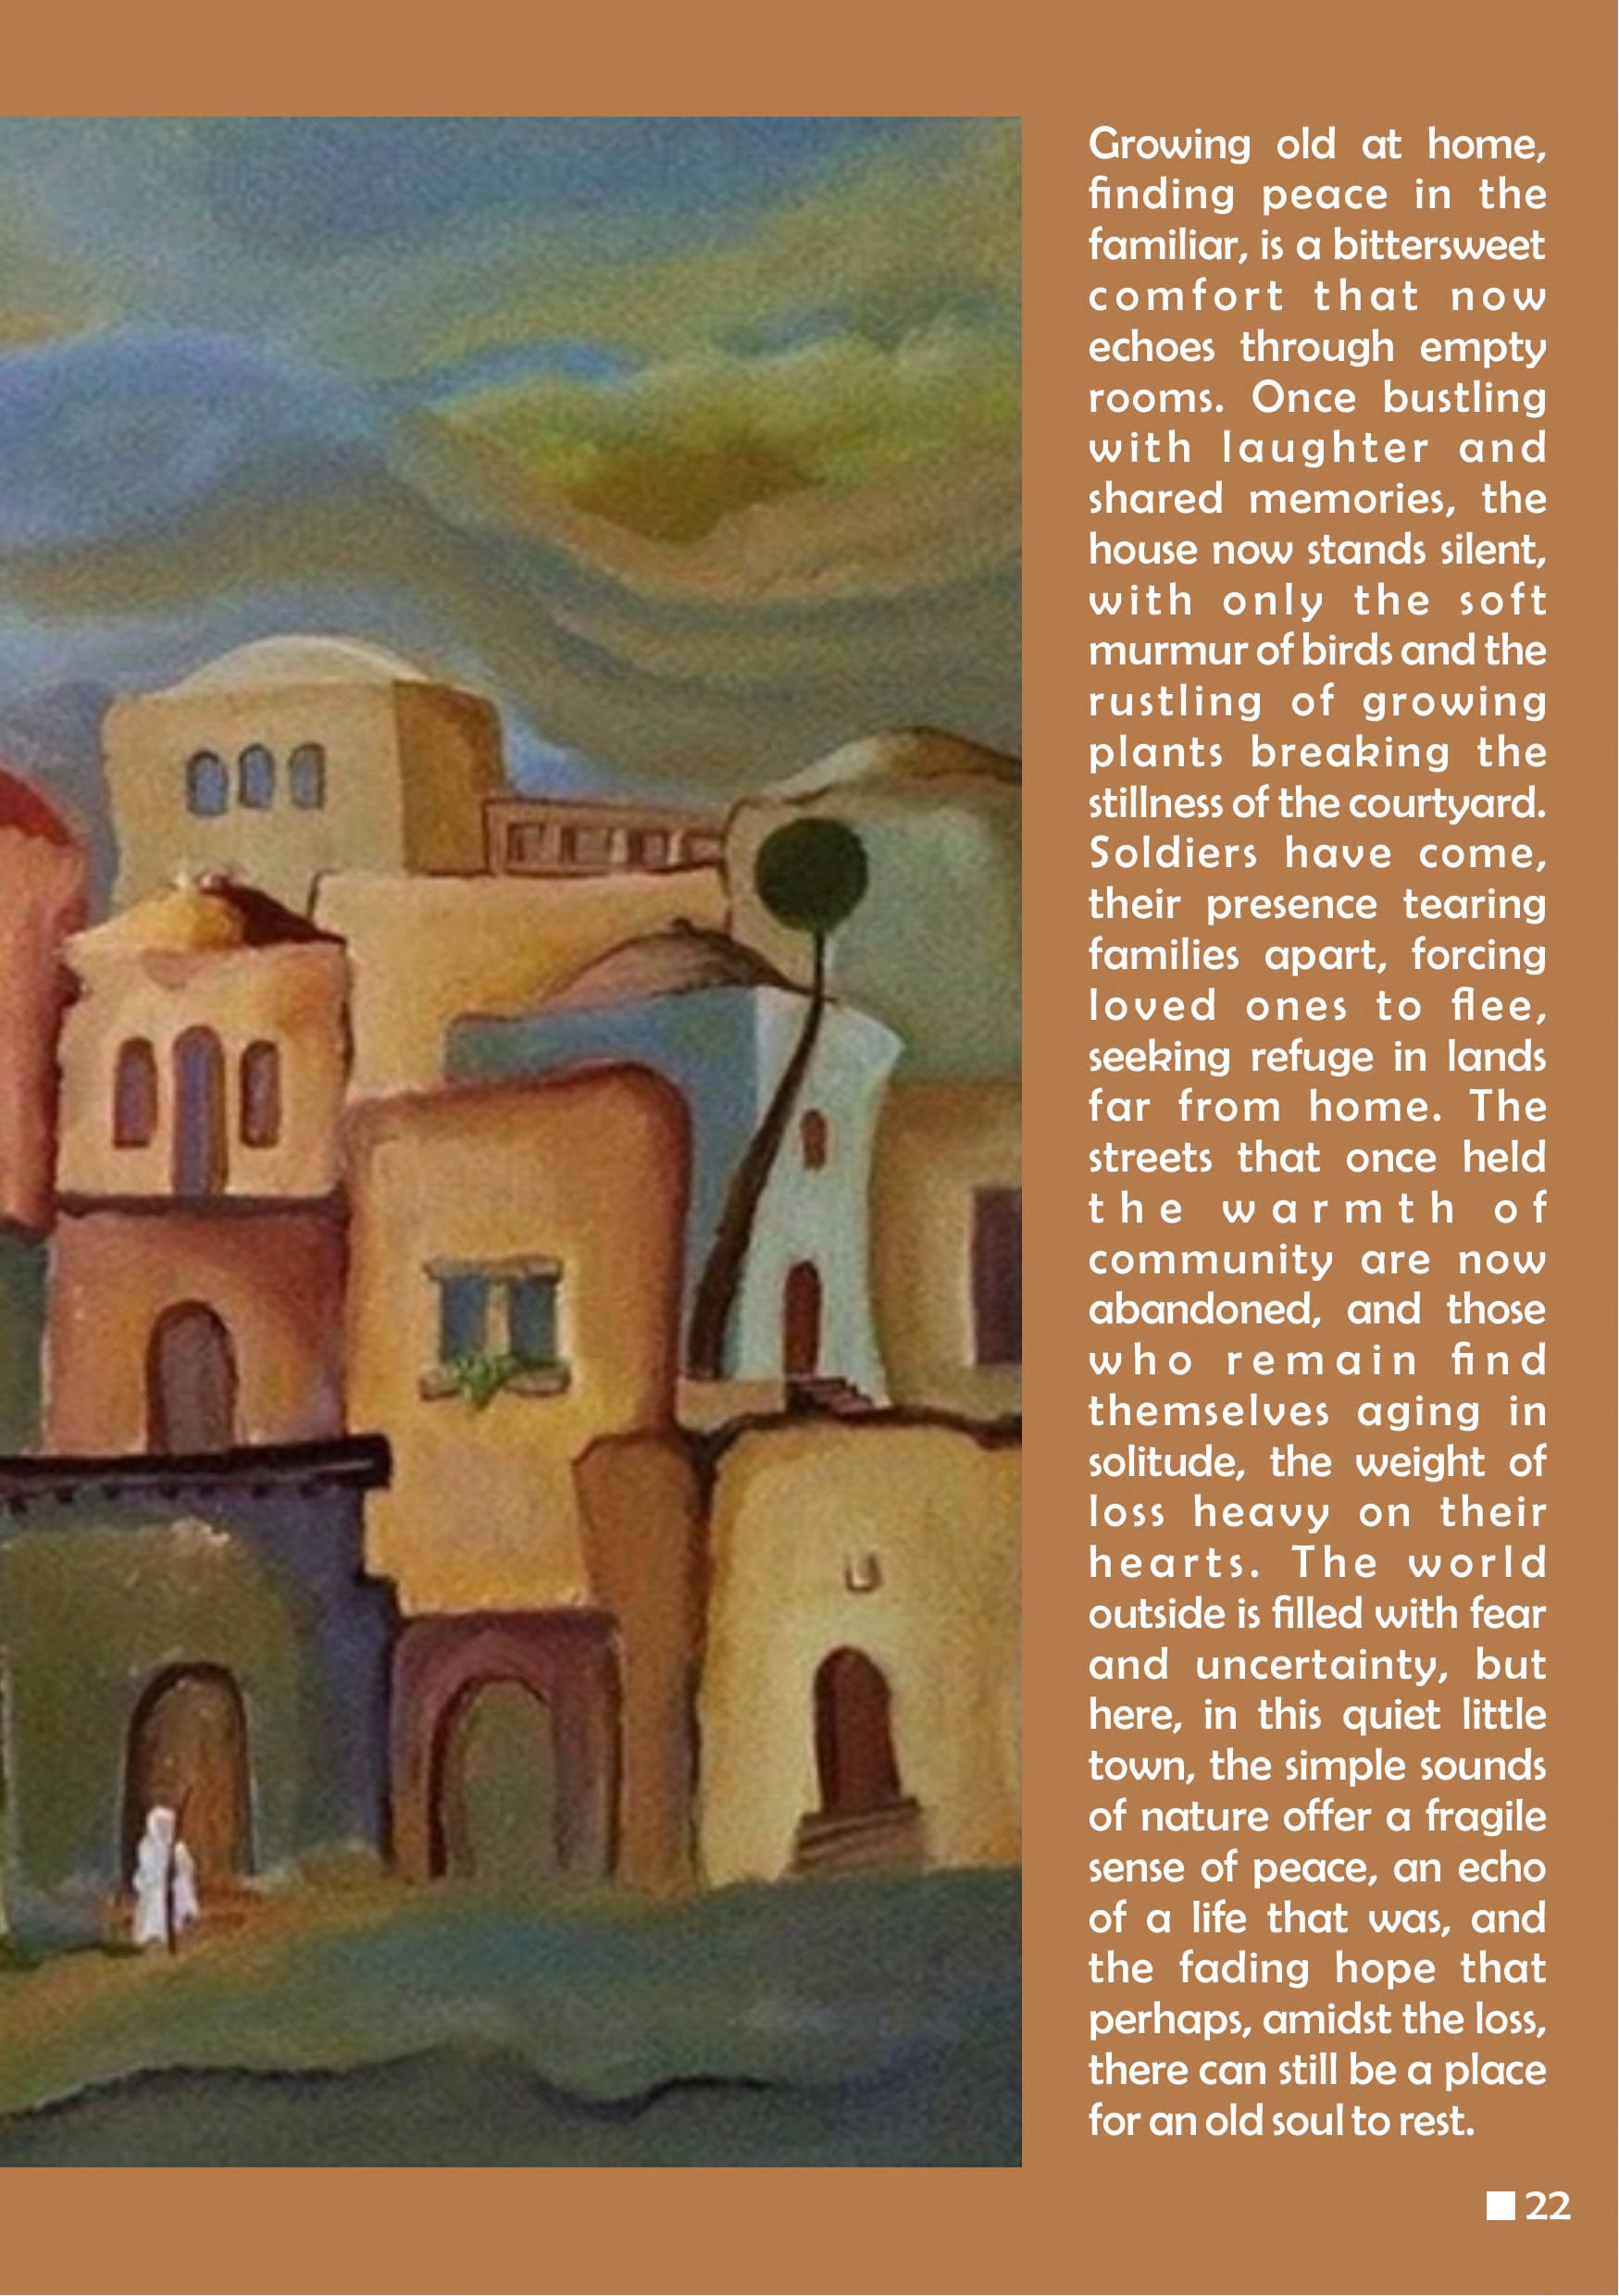 Growing old at home,
finding peace in the
familiar, is a bittersweet
comfort that now
echoes through empty
rooms. Once bustling
with laughter and
shared memories, the
house now stands silent,
with only the soft
murmur of birds and the
rustling of growing
plants breaking the
stillness of the courtyard.
Soldiers have come,
their presence tearing
families apart, forcing
loved ones to flee,
seeking refuge in lands
far from home. The
streets that once held
the warmth of
community are now
abandoned, and those
who remain find
themselves aging in
solitude, the weight of
loss heavy on their
hearts. The world
outside is filled with fear
and uncertainty, but
here, in this quiet little
town, the simple sounds
of nature offer a fragile
sense of peace, an echo
of a life that was, and
the fading hope that
perhaps, amidst the loss,
there can still be a place
for an old soul to rest.
22